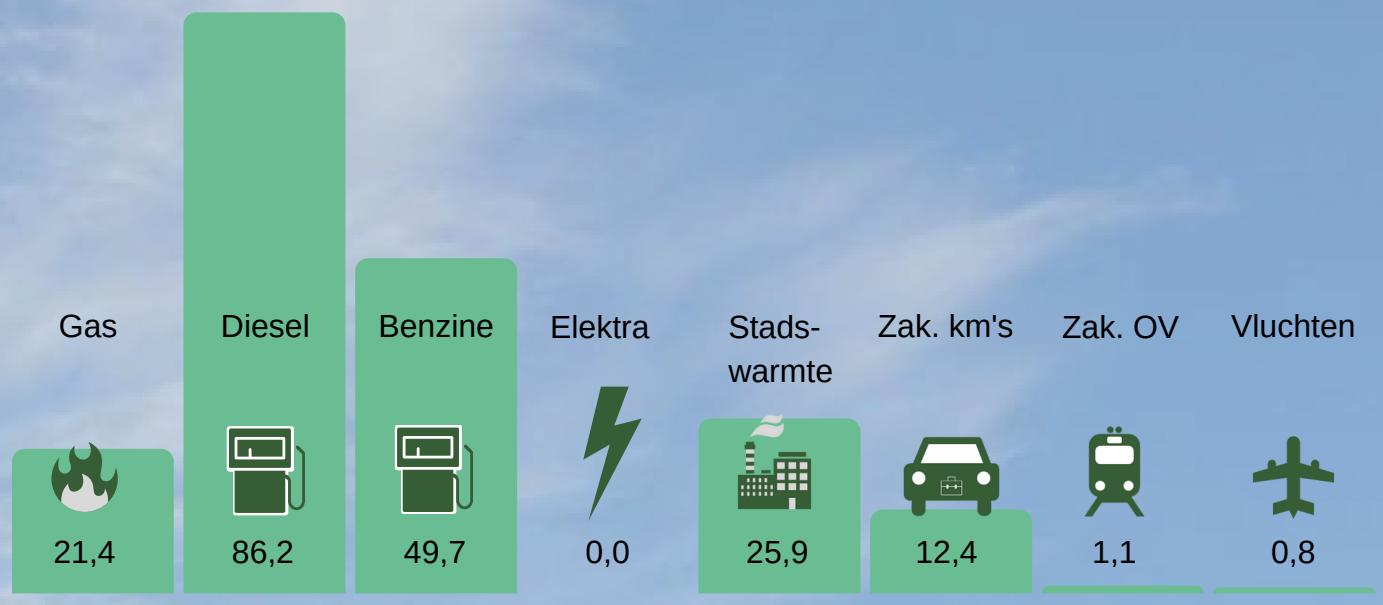 Gas
Diesel
Benzine
Elektra
Stads-
warmte
Zak. km's
Zak. OV
Vluchten
21,4
86,2
49,7
0,0
25,9
12,4
1,1
0,8